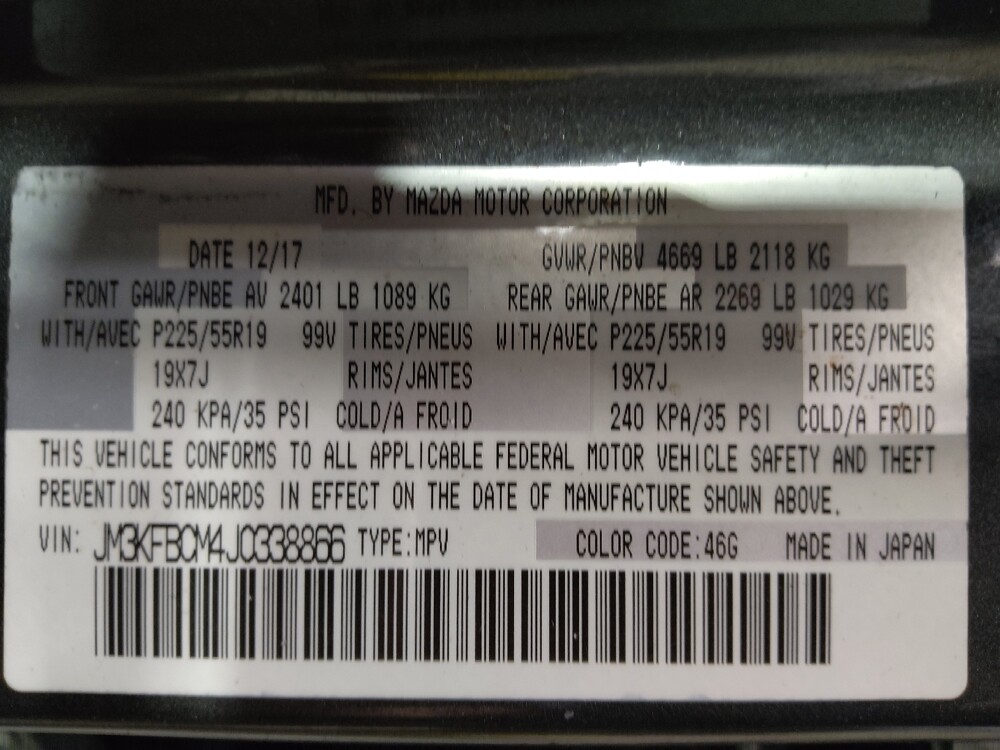 MFD. BY MAZDA MOTOR CORPORATION
DATE 12/17 GVWR/PNBV 4669 LB 2118 KG
FRONT GAWR/PNBE AV 2401 LB 1089 KG REAR GAWR/PNBE AR 2269 LB 1029 KG
WITH/AVEC P225/55R19 99V TIRES/PNEUS WITH/AVEC P225/55R19 99V TIRES/PNEUS
19X7J RIMS/JANTES 19X7J RIMS/JANTES
240 KPA/35 PSI COLD/A FROID 240 KPA/35 PSI COLD/A FROID
THIS VEHICLE CONFORMS TO ALL APPLICABLE FEDERAL MOTOR VEHICLE SAFETY AND THEFT
PREVENTION STANDARDS IN EFFECT ON THE DATE OF MANUFACTURE SHOWN ABOVE.
VIN: JM3KFBCM4J0338866 TYPE:MPV COLOR CODE:46G MADE IN JAPAN